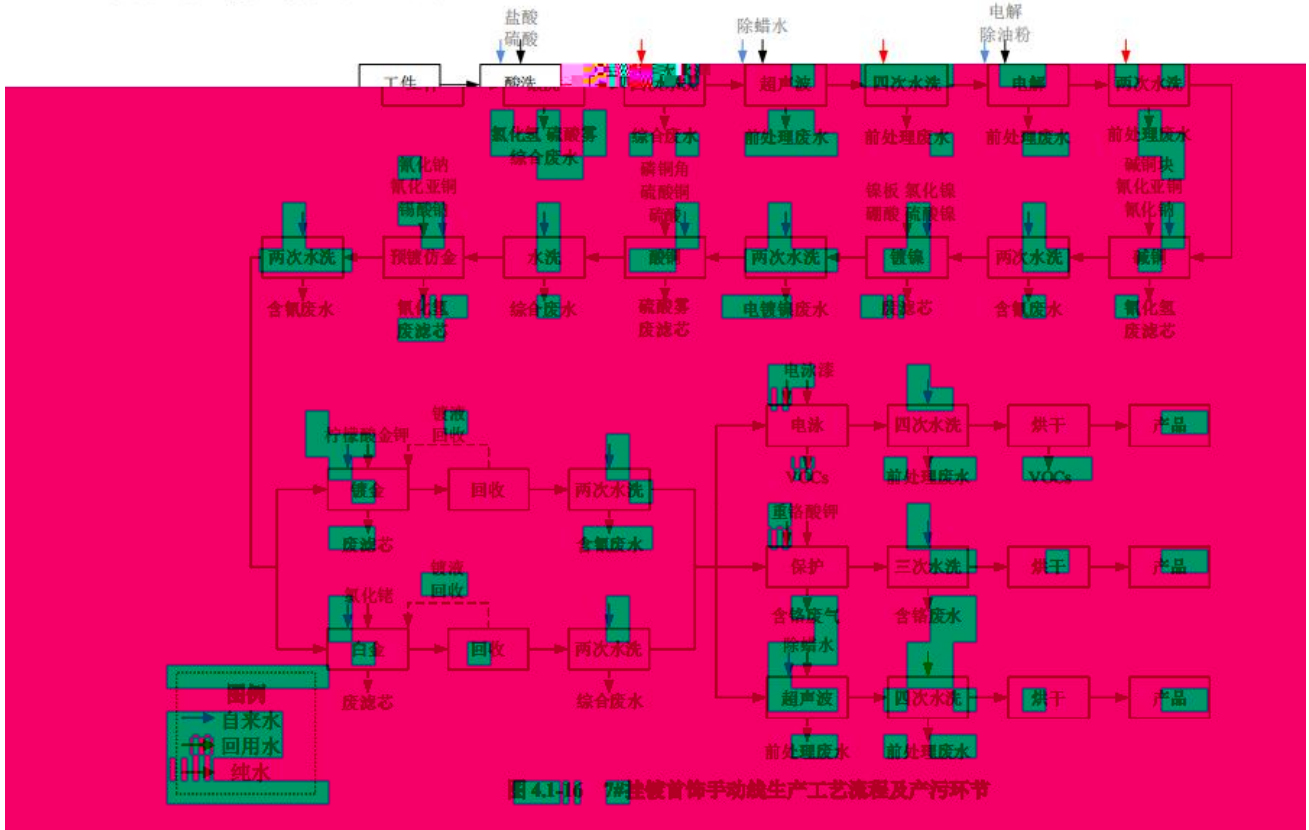 盐酸
硫酸
除蜡水
电解
除油粉
工件
酸洗
四次水洗
超声波
四次水洗
电解
两次水洗
氯化氢 硫酸雾
综合废水
综合废水
前处理废水
前处理废水
前处理废水
前处理废水
氰化钠
氰化亚铜
锡酸钠
磷铜角
硫酸铜
硫酸
镍板 氯化镍
硼酸 硫酸镍
碱铜块
氰化亚铜
氰化钠
两次水洗
预镀仿金
水洗
酸铜
两次水洗
镀镍
两次水洗
碱铜
含氰废水
氰化氢
废滤芯
综合废水
硫酸雾
废滤芯
电镀镍废水
废滤芯
含氰废水
氰化氢
废滤芯
电泳漆
电泳
四次水洗
烘干
产品
VOCs
前处理废水
VOCs
柠檬酸金钾
镀液
回收
镀金
回收
两次水洗
废滤芯
含氰废水
重铬酸钾
保护
三次水洗
烘干
产品
含铬废气
含铬废水
氯化铑
镀液
回收
白金
回收
两次水洗
废滤芯
综合废水
除蜡水
超声波
四次水洗
烘干
产品
前处理废水
前处理废水
图例
自来水
回用水
纯水
图 4.1-16 7#挂镀首饰手动线生产工艺流程及产污环节